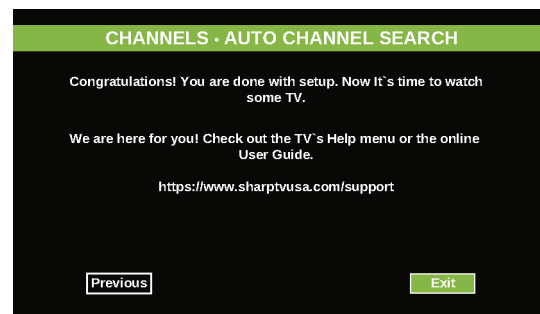 CHANNELS • AUTO CHANNEL SEARCH
Congratulations! You are done with setup. Now It`s time to watch
some TV.
We are here for you! Check out the TV`s Help menu or the online
User Guide.
https://www.sharptvusa.com/support
Previous
Exit